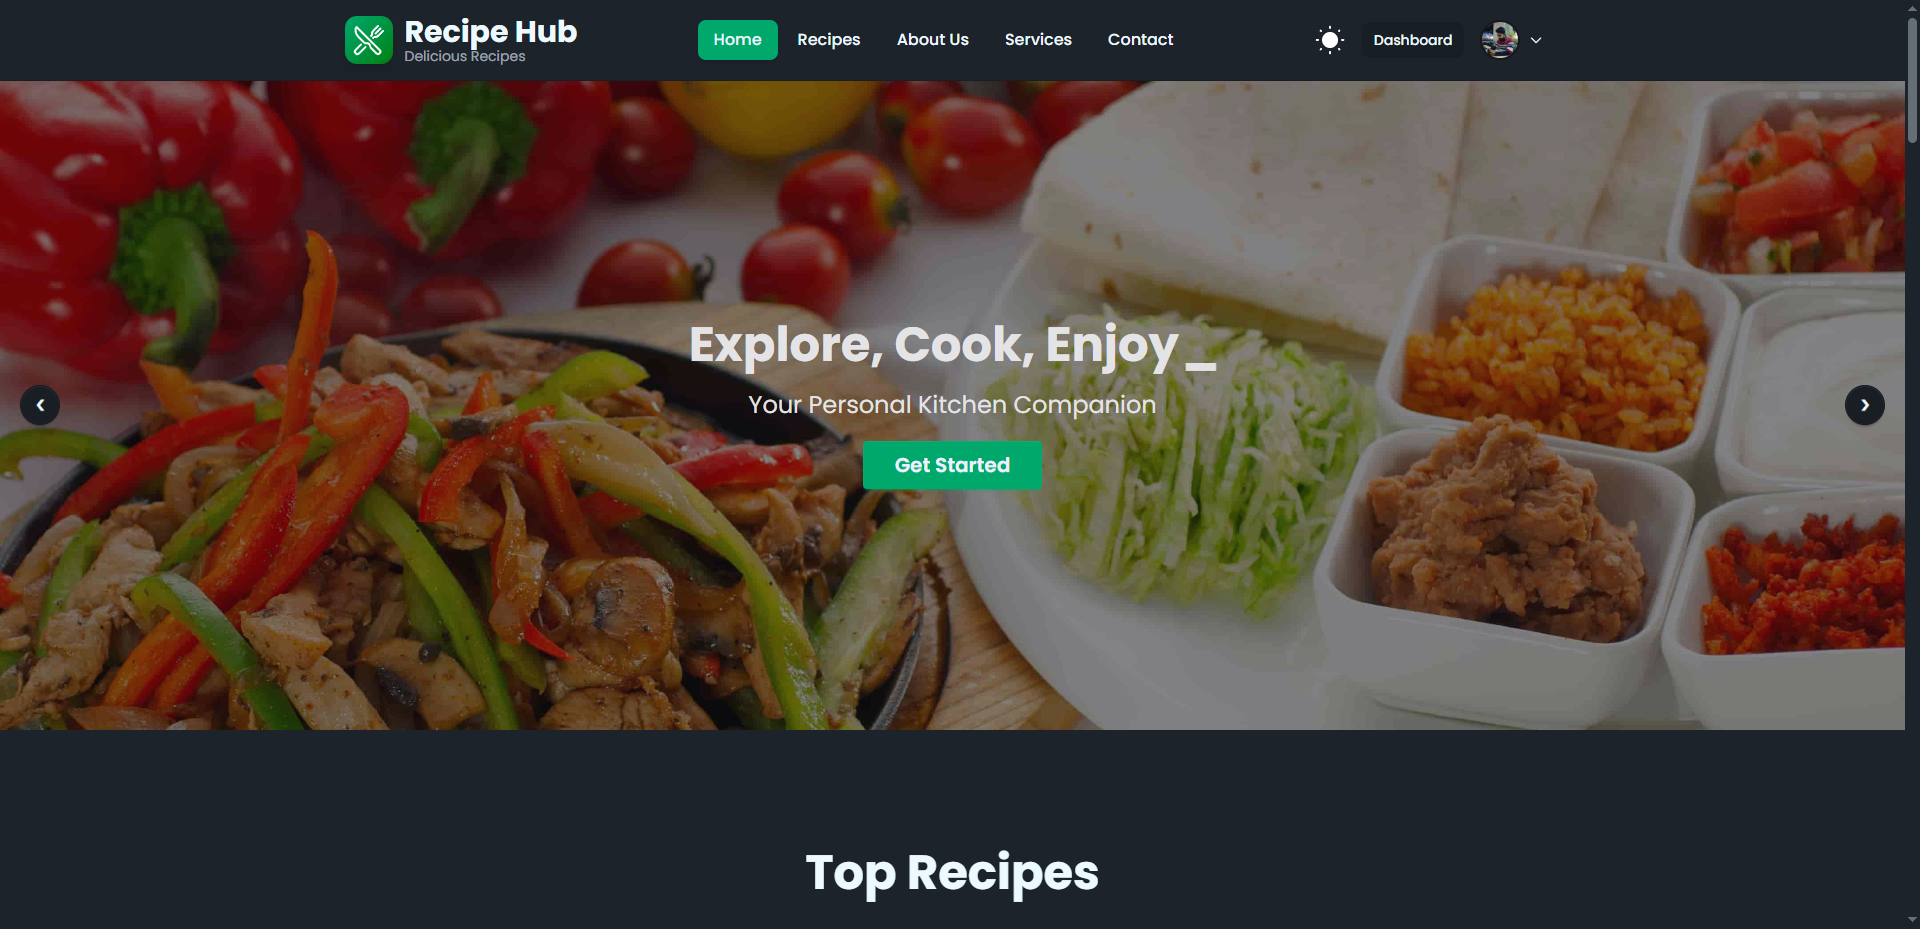 Recipe Hub
Delicious Recipes
Home Recipes About Us Services Contact
Dashboard
Explore, Cook, Enjoy_
Your Personal Kitchen Companion
Get Started
Top Recipes